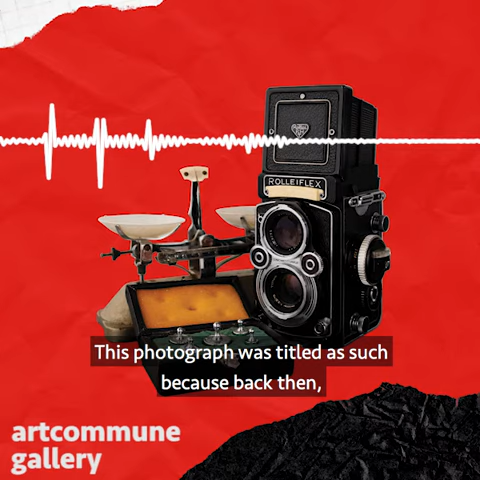 ROLLEIFLEX
This photograph was titled as such
because back then,
artcommune
gallery